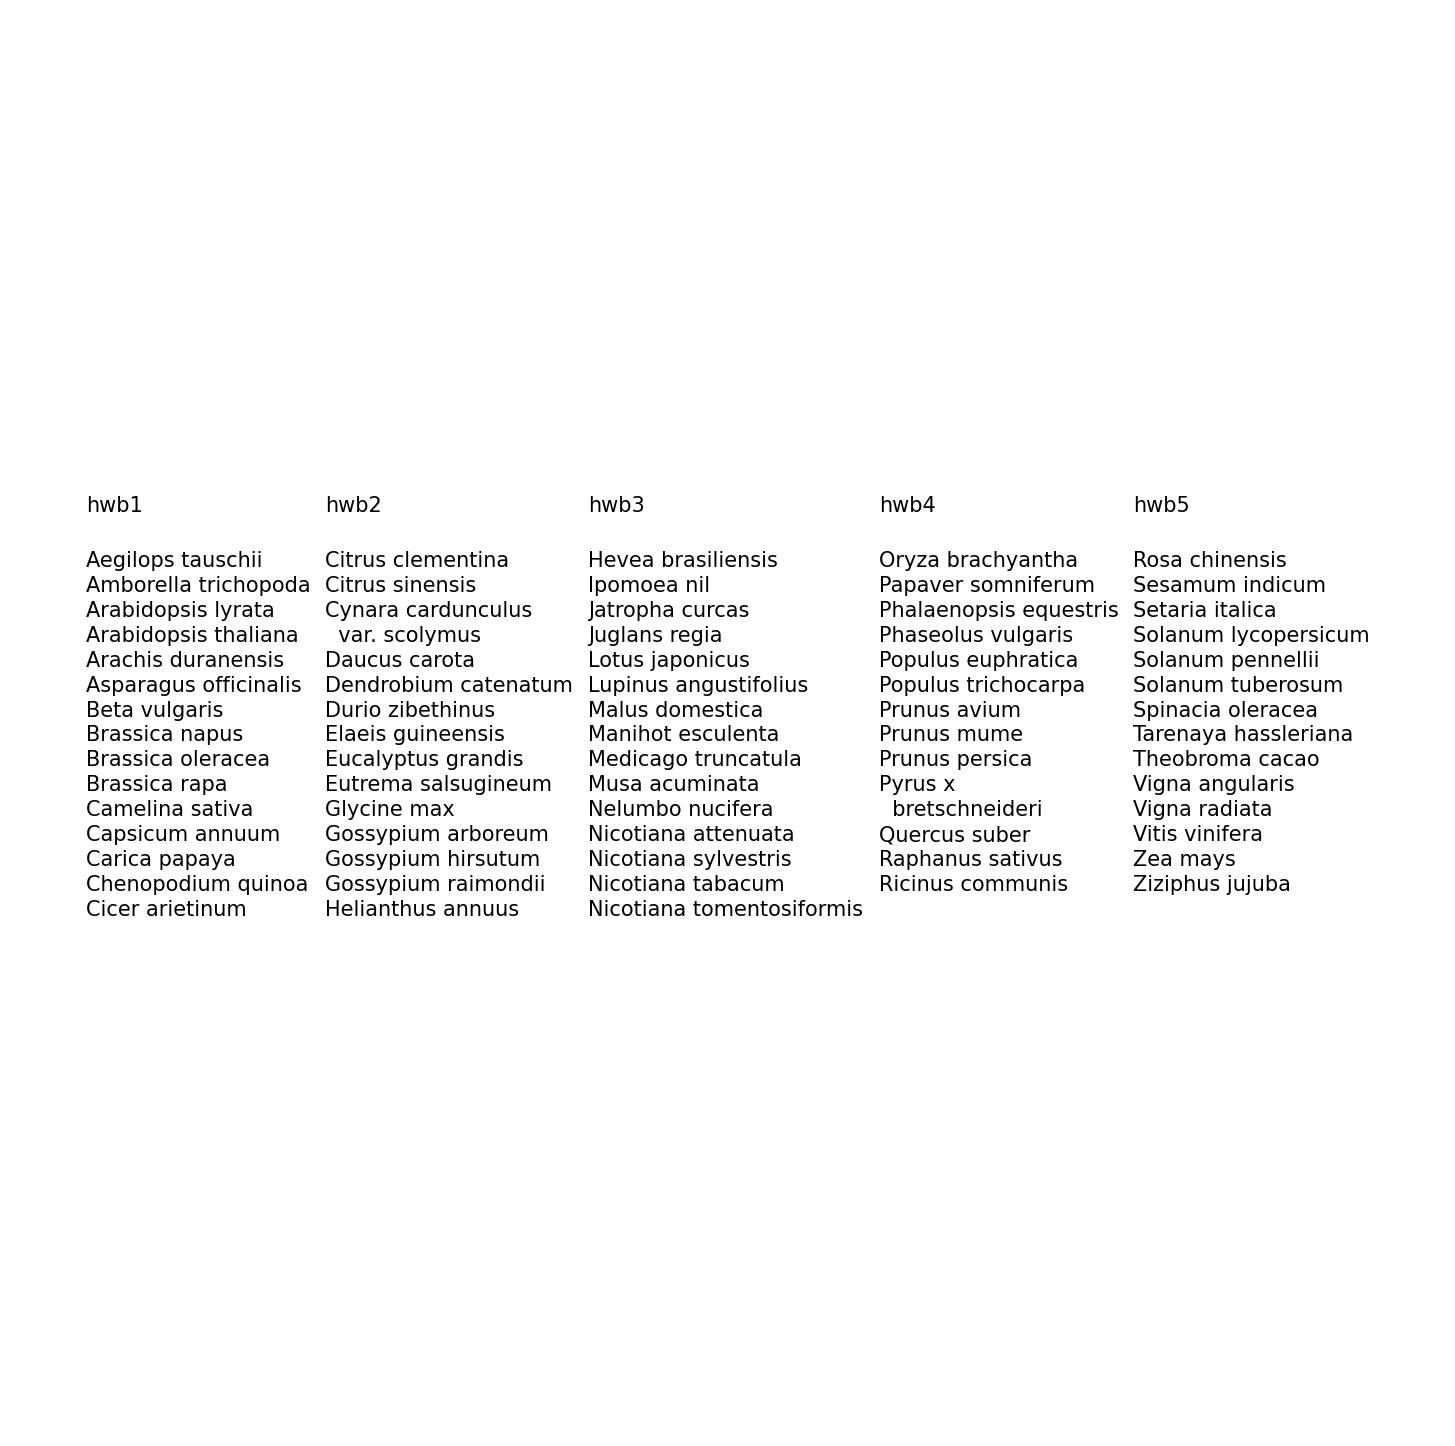 hwb1
Aegilops tauschii
Amborella trichopoda
Arabidopsis lyrata
Arabidopsis thaliana
Arachis duranensis
Asparagus officinalis
Beta vulgaris
Brassica napus
Brassica oleracea
Brassica rapa
Camelina sativa
Capsicum annuum
Carica papaya
Chenopodium quinoa
Cicer arietinum
hwb2
Citrus clementina
Citrus sinensis
Cynara cardunculus
var. scolymus
Daucus carota
Dendrobium catenatum
Durio zibethinus
Elaeis guineensis
Eucalyptus grandis
Eutrema salsugineum
Glycine max
Gossypium arboreum
Gossypium hirsutum
Gossypium raimondii
Helianthus annuus
hwb3
Hevea brasiliensis
Ipomoea nil
Jatropha curcas
Juglans regia
Lotus japonicus
Lupinus angustifolius
Malus domestica
Manihot esculenta
Medicago truncatula
Musa acuminata
Nelumbo nucifera
Nicotiana attenuata
Nicotiana sylvestris
Nicotiana tabacum
Nicotiana tomentosiformis
hwb4
Oryza brachyantha
Papaver somniferum
Phalaenopsis equestris
Phaseolus vulgaris
Populus euphratica
Populus trichocarpa
Prunus avium
Prunus mume
Prunus persica
Pyrus x
bretschneideri
Quercus suber
Raphanus sativus
Ricinus communis
hwb5
Rosa chinensis
Sesamum indicum
Setaria italica
Solanum lycopersicum
Solanum pennellii
Solanum tuberosum
Spinacia oleracea
Tarenaya hassleriana
Theobroma cacao
Vigna angularis
Vigna radiata
Vitis vinifera
Zea mays
Ziziphus jujuba